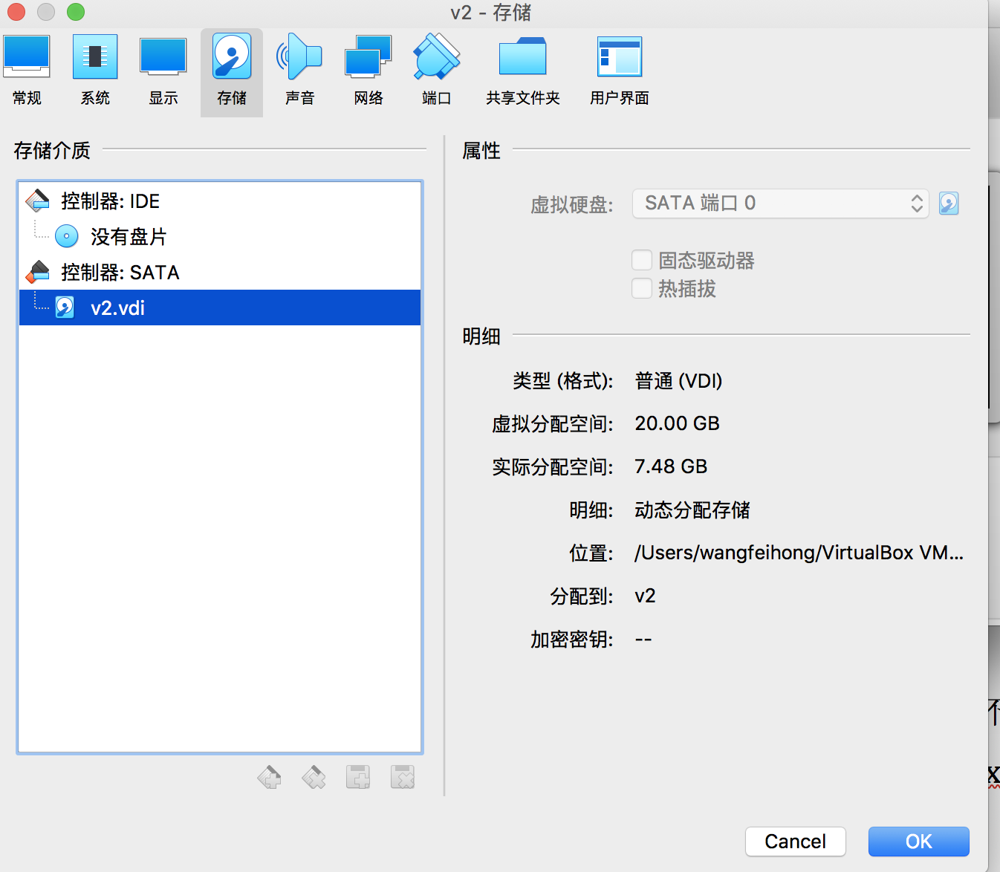 v2 - 存储
常规 系统 显示 存储 声音 网络 端口 共享文件夹 用户界面
存储介质
控制器: IDE
没有盘片
控制器: SATA
v2.vdi
属性
虚拟硬盘: SATA 端口 0
固态驱动器
热插拔
明细
类型 (格式): 普通 (VDI)
虚拟分配空间: 20.00 GB
实际分配空间: 7.48 GB
明细: 动态分配存储
位置: /Users/wangfeihong/VirtualBox VM...
分配到: v2
加密密钥: --
Cancel OK